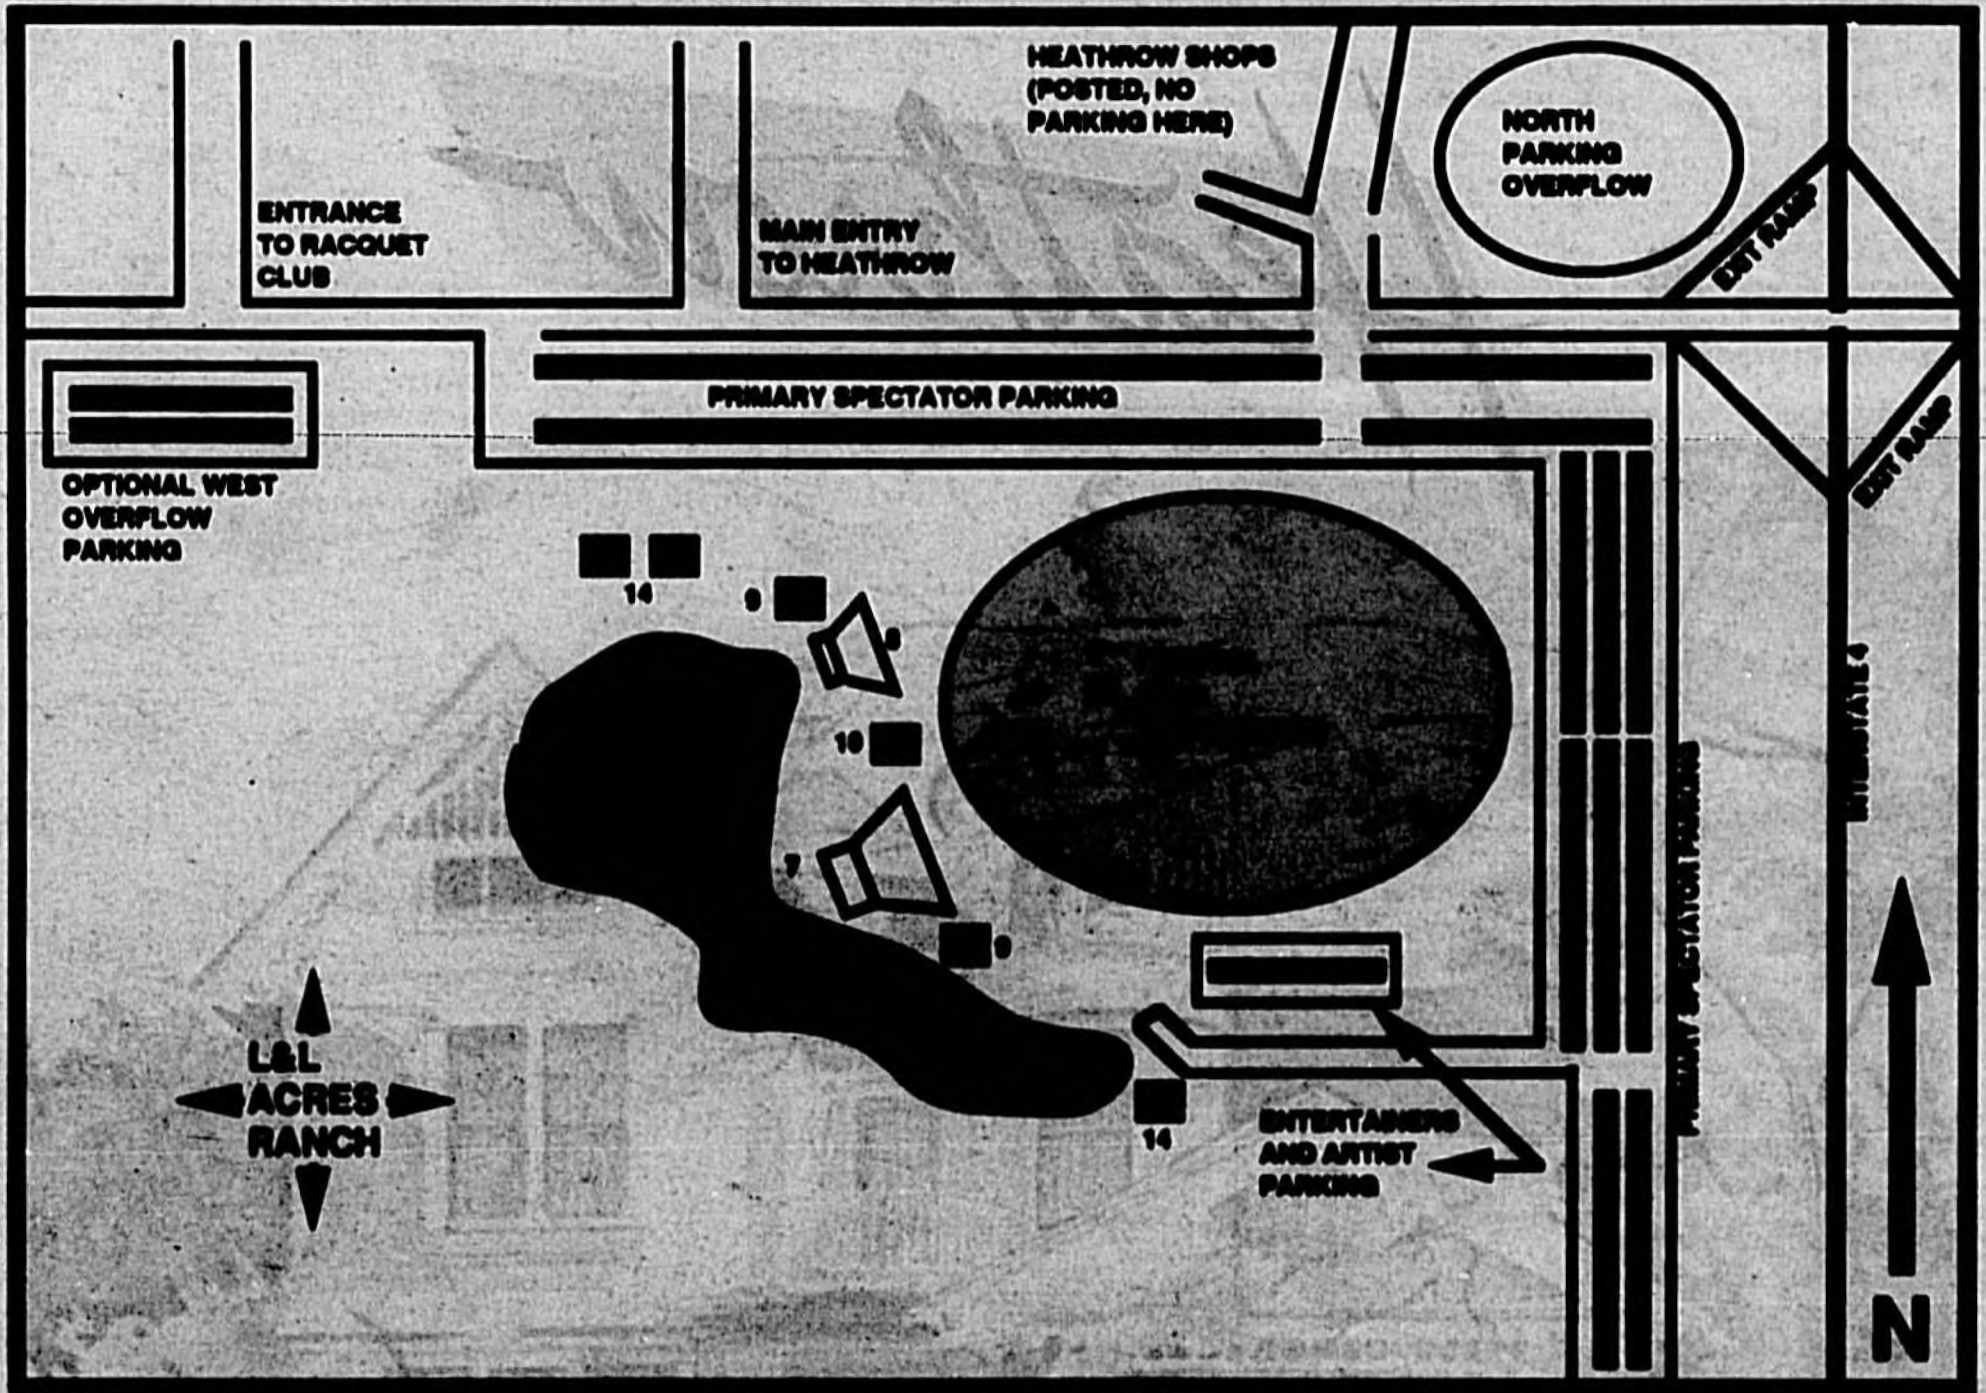 HEATHROW SHOPS
(POSTED, NO
PARKING HERE)
NORTH
PARKING
OVERFLOW
ENTRANCE
TO RACQUET
CLUB
MAIN ENTRY
TO HEATHROW
EXIT RAMP
PRIMARY SPECTATOR PARKING
EXIT RAMP
OPTIONAL WEST
OVERFLOW
PARKING
14
9
10
7
INTERSTATE 4
PRIMARY SPECTATOR PARKING
L&L
ACRES
RANCH
14
ENTERTAINERS
AND ARTIST
PARKING
N